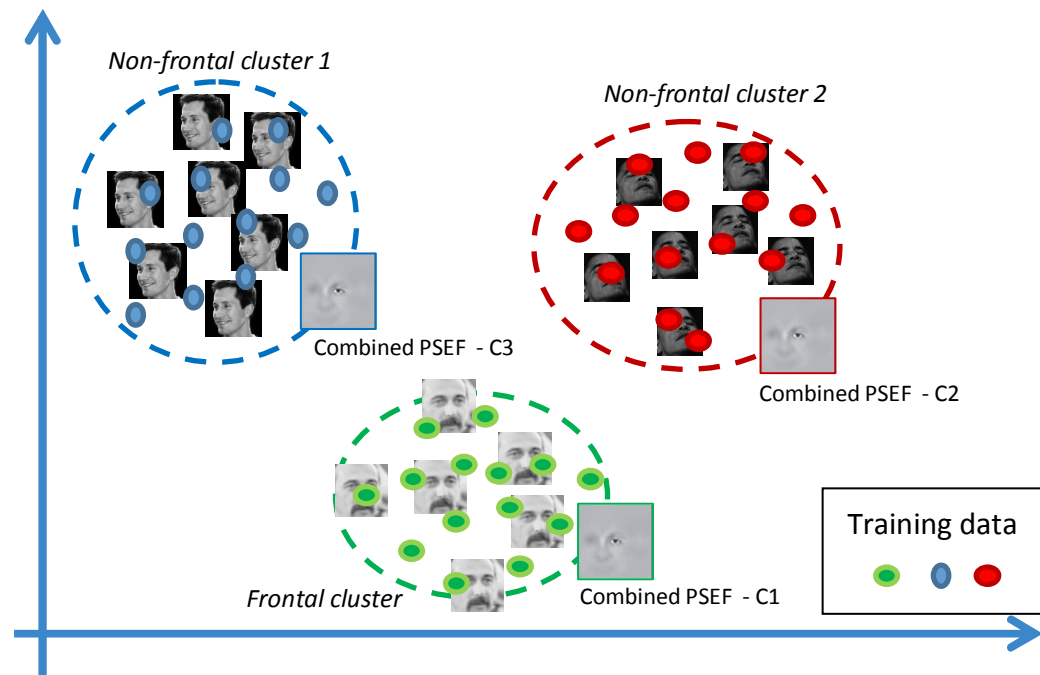 Non-frontal cluster 1
Non-frontal cluster 2
Combined PSEF - C3
Combined PSEF - C2
Training data
Frontal cluster
Combined PSEF - C1